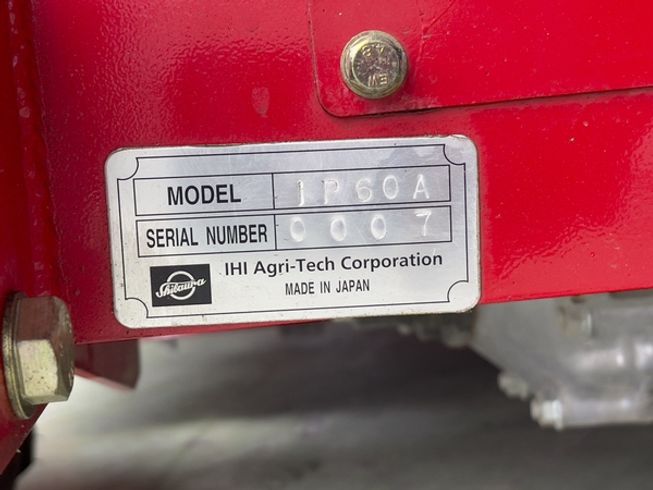 MODEL 1P60A
SERIAL NUMBER 0007
Shibaura
IHI Agri-Tech Corporation
MADE IN JAPAN